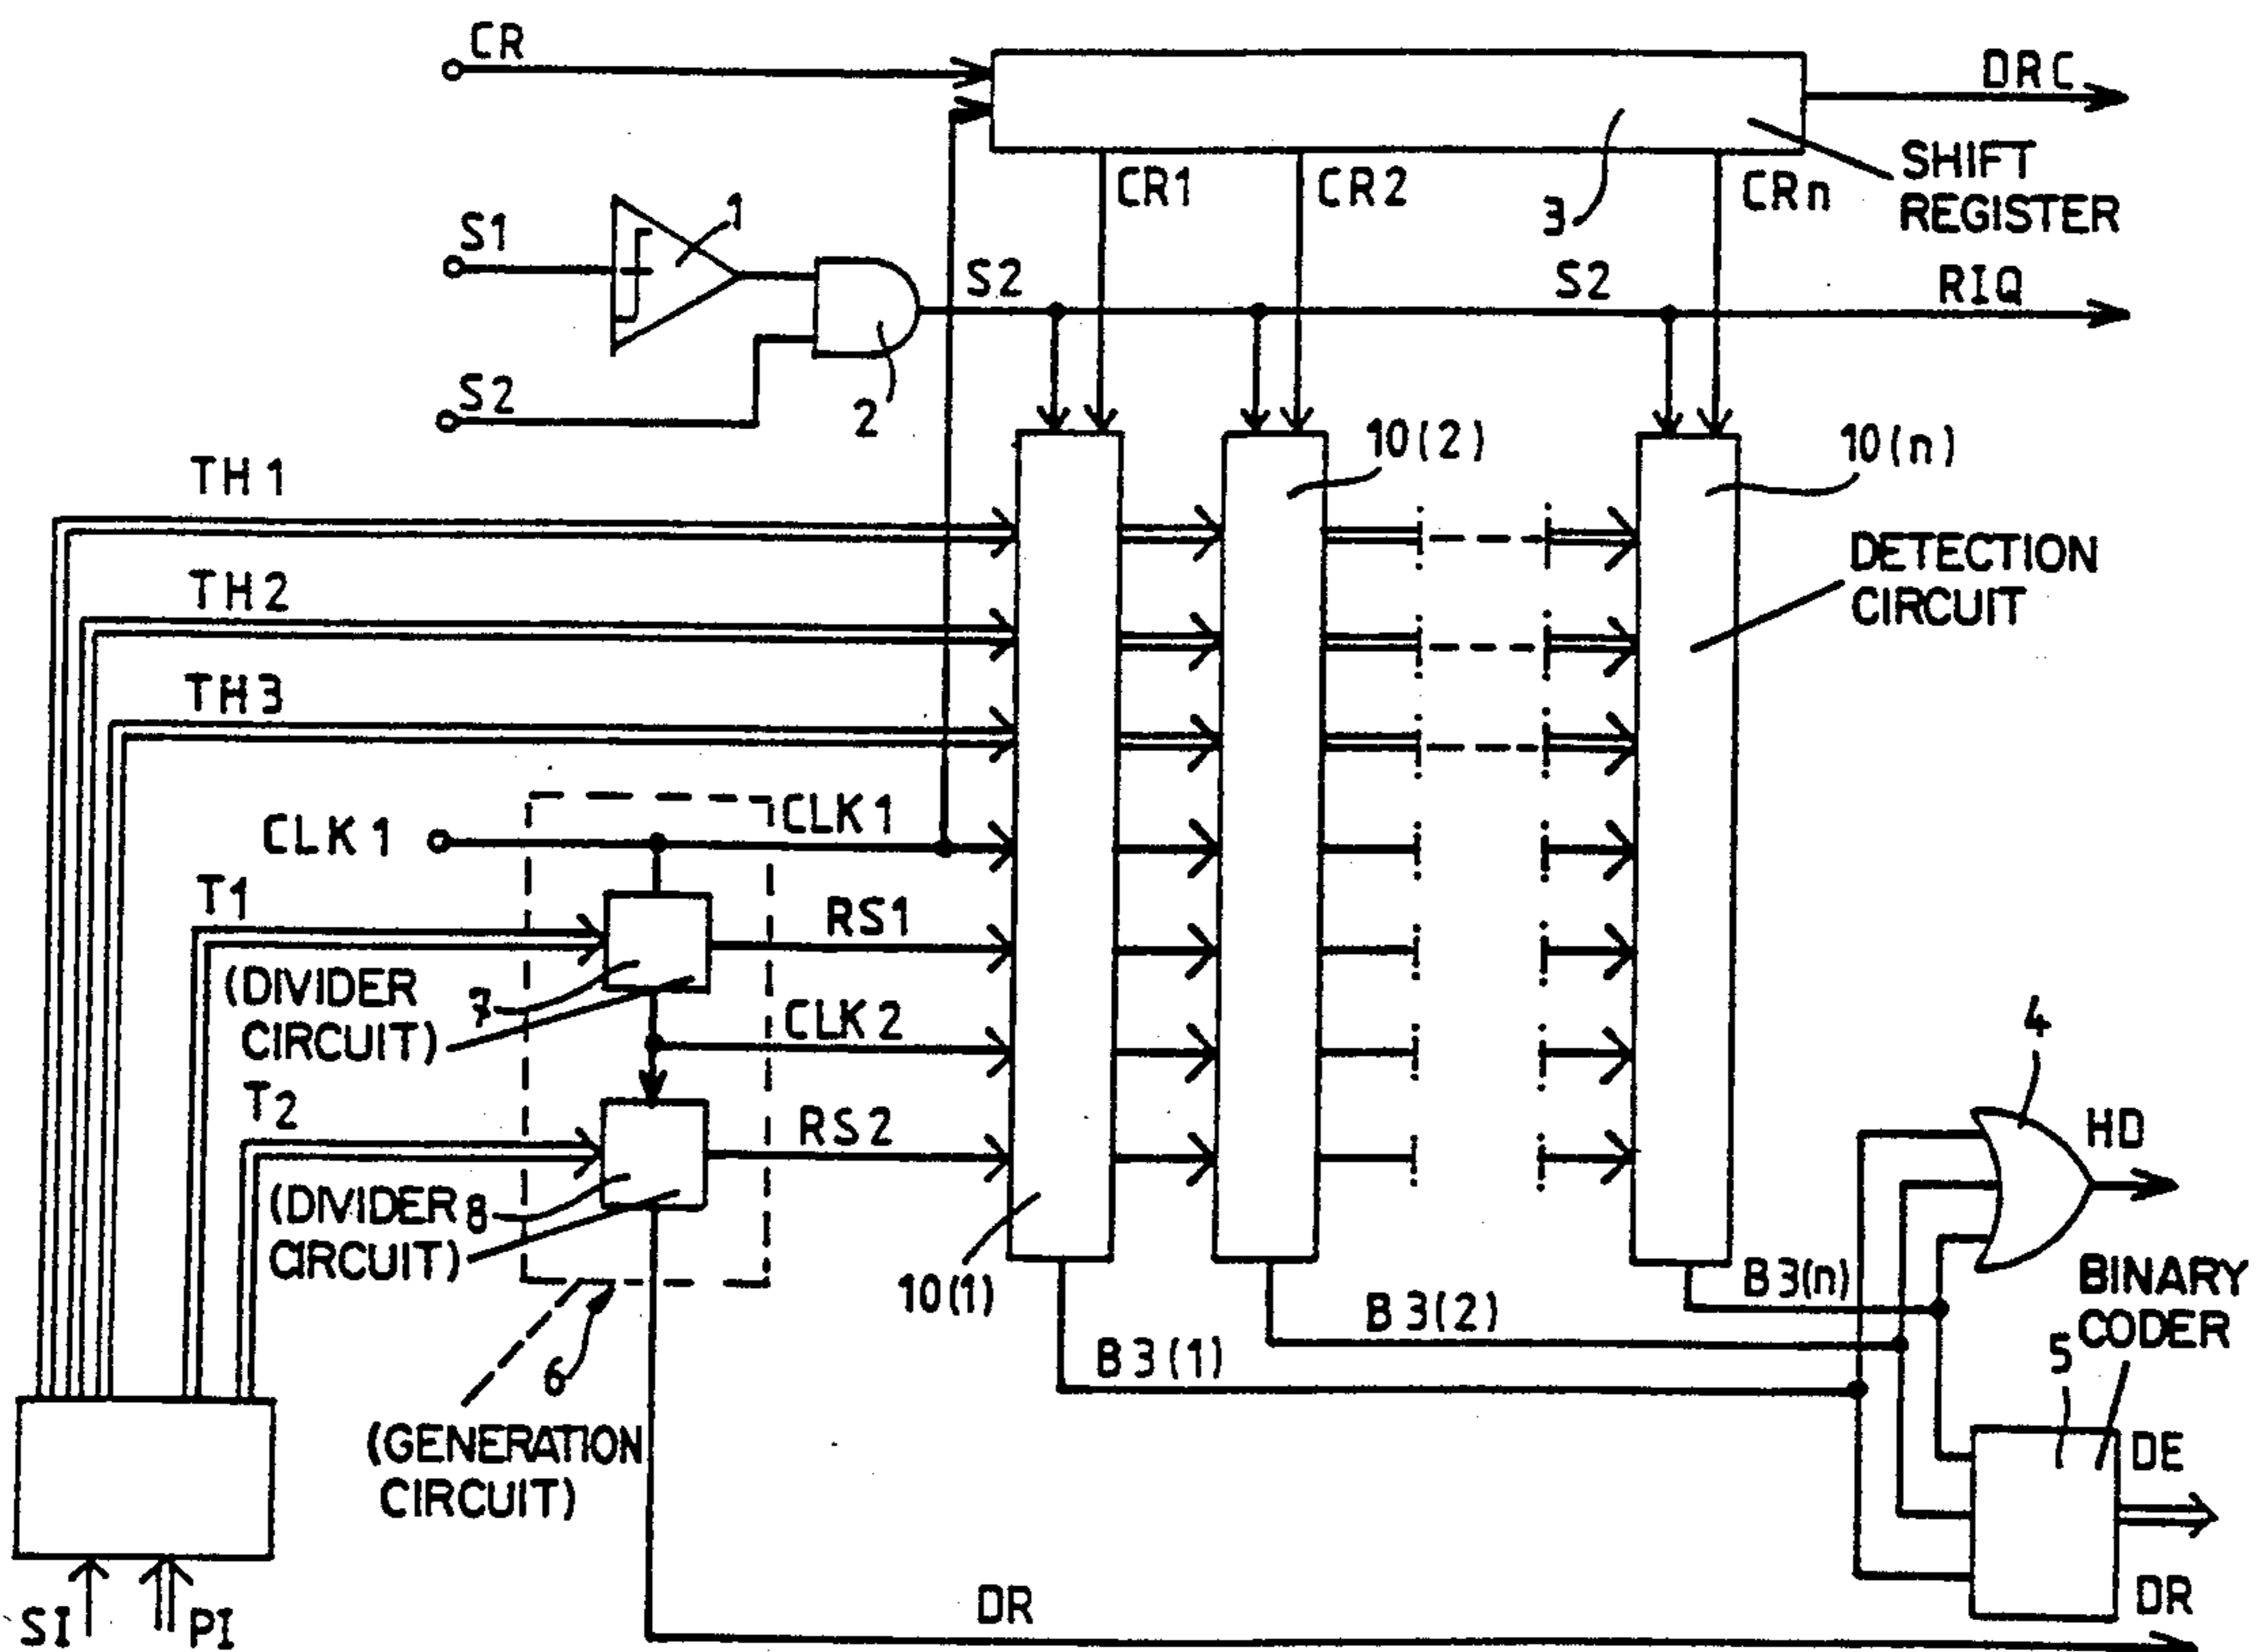 CR
DRC
CR1
CR2
3
CRn
SHIFT
REGISTER
S1
1
S2
S2
RIQ
S2
2
10(2)
10(n)
TH1
DETECTION
CIRCUIT
TH2
TH3
CLK1
CLK1
T1
RS1
(DIVIDER
CIRCUIT)
7
CLK2
4
T2
RS2
HD
(DIVIDER
CIRCUIT)
8
10(1)
B3(n)
BINARY
CODER
B3(2)
B3(1)
5
6
(GENERATION
CIRCUIT)
DE
DR
DR
SI
PI